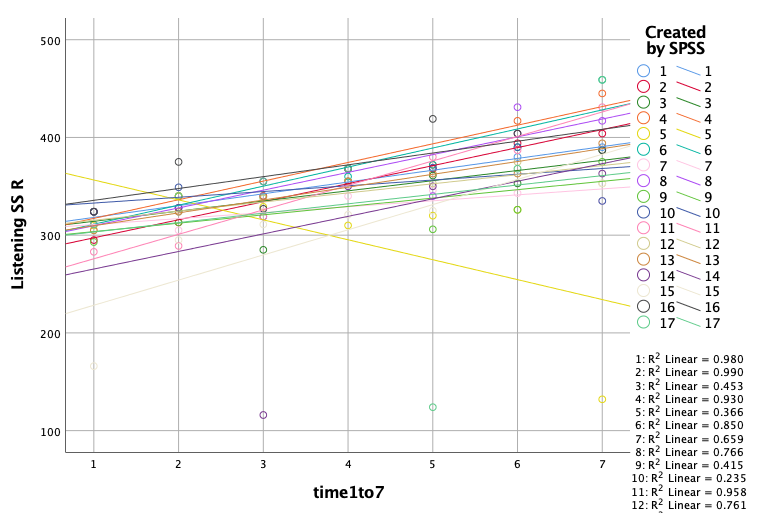 Created
by SPSS
500
400
300
200
100
Listening SS R
1 2 3 4 5 6 7
time1to7
1 1
2 2
3 3
4 4
5 5
6 6
7 7
8 8
9 9
10 10
11 11
12 12
13 13
14 14
15 15
16 16
17 17
1: R² Linear = 0.980
2: R² Linear = 0.990
3: R² Linear = 0.453
4: R² Linear = 0.930
5: R² Linear = 0.366
6: R² Linear = 0.850
7: R² Linear = 0.659
8: R² Linear = 0.766
9: R² Linear = 0.415
10: R² Linear = 0.235
11: R² Linear = 0.958
12: R² Linear = 0.761